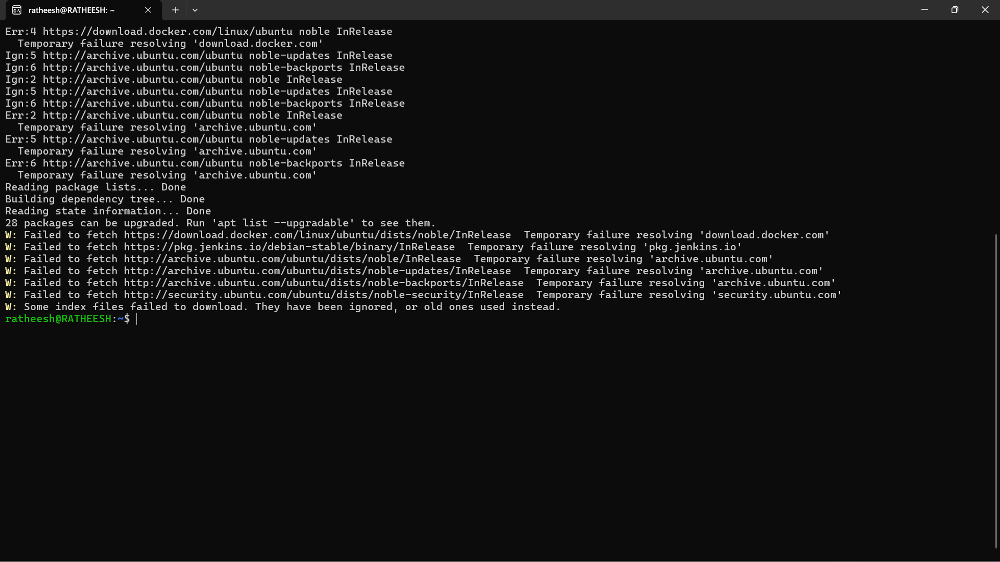 ratheesh@RATHEESH: ~
Err:4 https://download.docker.com/linux/ubuntu noble InRelease
  Temporary failure resolving 'download.docker.com'
Ign:5 http://archive.ubuntu.com/ubuntu noble-updates InRelease
Ign:6 http://archive.ubuntu.com/ubuntu noble-backports InRelease
Ign:2 http://archive.ubuntu.com/ubuntu noble InRelease
Ign:5 http://archive.ubuntu.com/ubuntu noble-updates InRelease
Ign:6 http://archive.ubuntu.com/ubuntu noble-backports InRelease
Err:2 http://archive.ubuntu.com/ubuntu noble InRelease
  Temporary failure resolving 'archive.ubuntu.com'
Err:5 http://archive.ubuntu.com/ubuntu noble-updates InRelease
  Temporary failure resolving 'archive.ubuntu.com'
Err:6 http://archive.ubuntu.com/ubuntu noble-backports InRelease
  Temporary failure resolving 'archive.ubuntu.com'
Reading package lists... Done
Building dependency tree... Done
Reading state information... Done
28 packages can be upgraded. Run 'apt list --upgradable' to see them.
W: Failed to fetch https://download.docker.com/linux/ubuntu/dists/noble/InRelease  Temporary failure resolving 'download.docker.com'
W: Failed to fetch https://pkg.jenkins.io/debian-stable/binary/InRelease  Temporary failure resolving 'pkg.jenkins.io'
W: Failed to fetch http://archive.ubuntu.com/ubuntu/dists/noble/InRelease  Temporary failure resolving 'archive.ubuntu.com'
W: Failed to fetch http://archive.ubuntu.com/ubuntu/dists/noble-updates/InRelease  Temporary failure resolving 'archive.ubuntu.com'
W: Failed to fetch http://archive.ubuntu.com/ubuntu/dists/noble-backports/InRelease  Temporary failure resolving 'archive.ubuntu.com'
W: Failed to fetch http://security.ubuntu.com/ubuntu/dists/noble-security/InRelease  Temporary failure resolving 'security.ubuntu.com'
W: Some index files failed to download. They have been ignored, or old ones used instead.
ratheesh@RATHEESH:~$